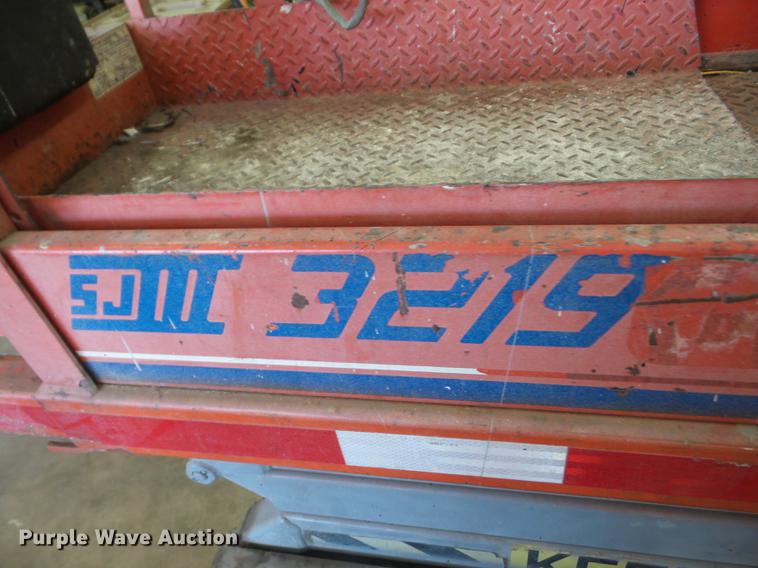 SJIII 3219
Purple Wave Auction